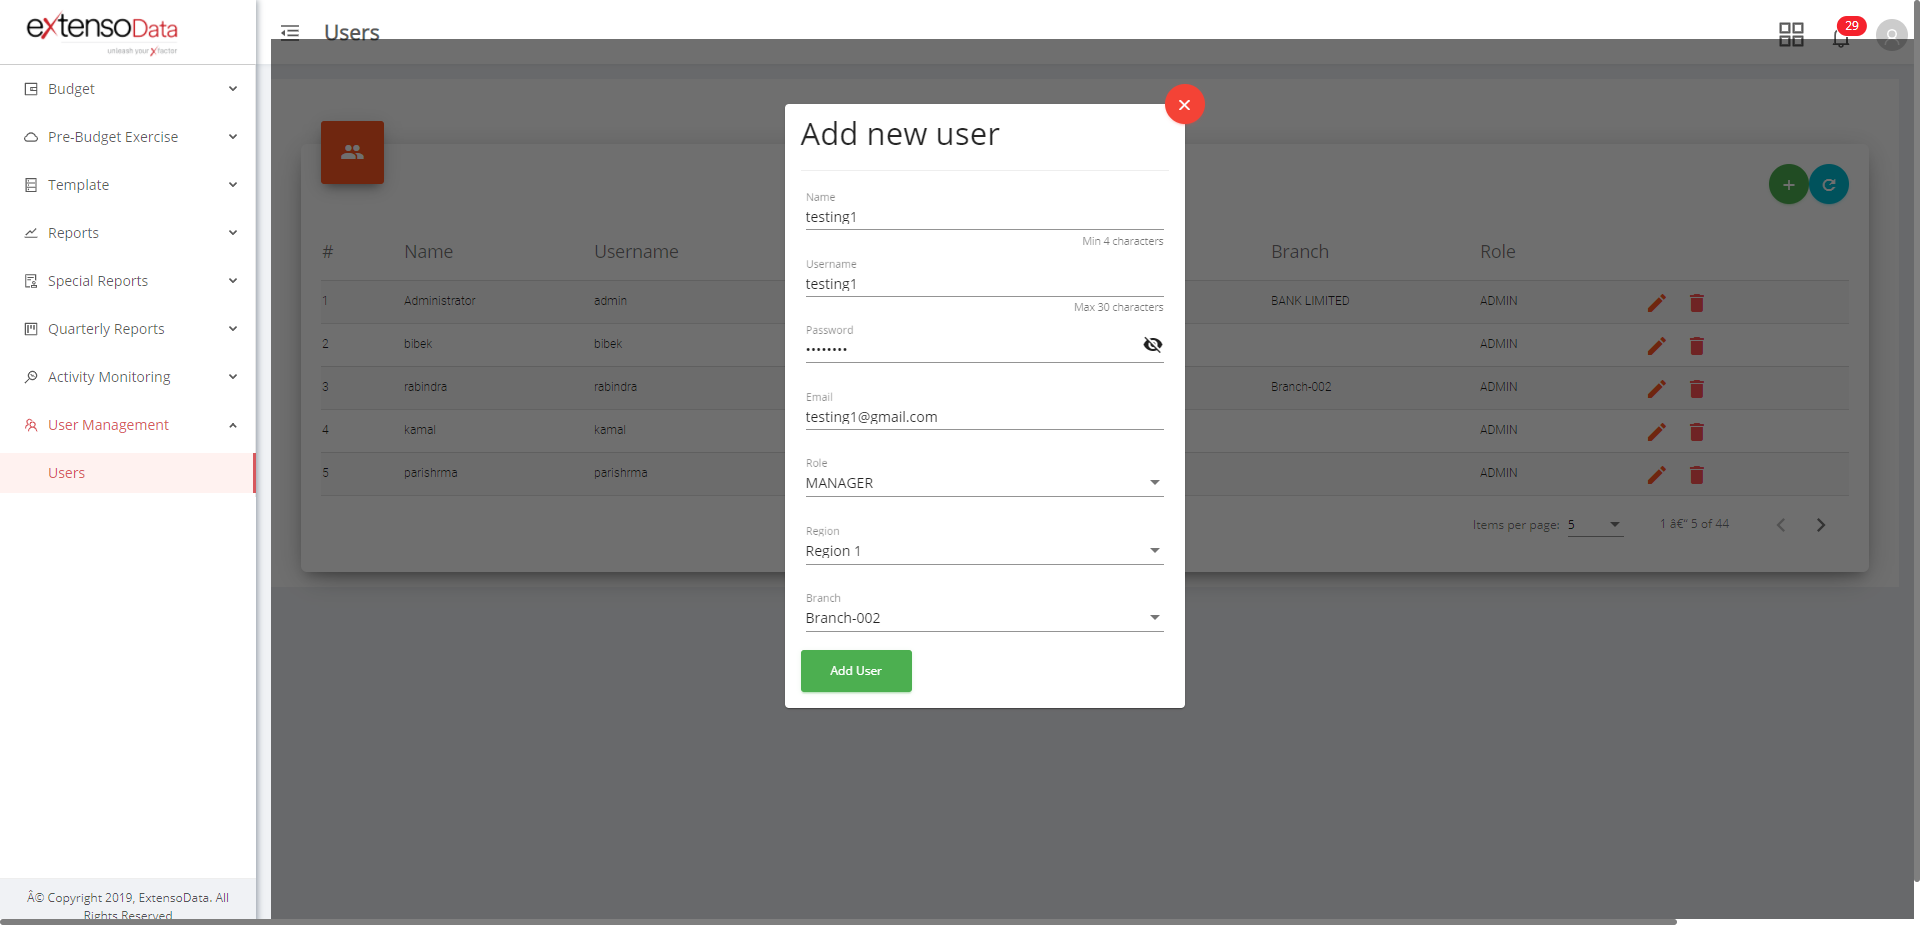 extensoData
unleash your Xfactor
Users
29
Budget
Pre-Budget Exercise
Template
Reports
Special Reports
Quarterly Reports
Activity Monitoring
User Management
Users
Â© Copyright 2019, ExtensoData. All
Rights Reserved
# Name Username Branch Role
1 Administrator admin BANK LIMITED ADMIN
2 bibek bibek ADMIN
3 rabindra rabindra Branch-002 ADMIN
4 kamal kamal ADMIN
5 parishrma parishrma ADMIN
Items per page: 5 1 â€“ 5 of 44
Add new user
Name
testing1
Min 4 characters
Username
testing1
Max 30 characters
Password
••••••••
Email
testing1@gmail.com
Role
MANAGER
Region
Region 1
Branch
Branch-002
Add User